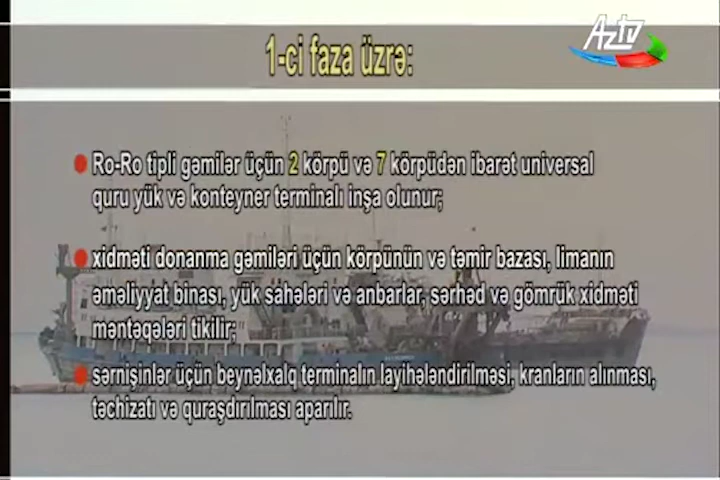 AzTV
1-ci faza üzrə:
Ro-Ro tipli gəmilər üçün 2 körpü və 7 körpüdən ibarət universal
quru yük və konteyner terminalı inşa olunur;
xidməti donanma gəmiləri üçün körpünün və təmir bazası, limanın
əməliyyat binası, yük sahələri və anbarlar, sərhəd və gömrük xidməti
məntəqələri tikilir;
sərnişinlər üçün beynəlxalq terminalın layihələndirilməsi, kranların alınması,
təchizatı və quraşdırılması aparılır.